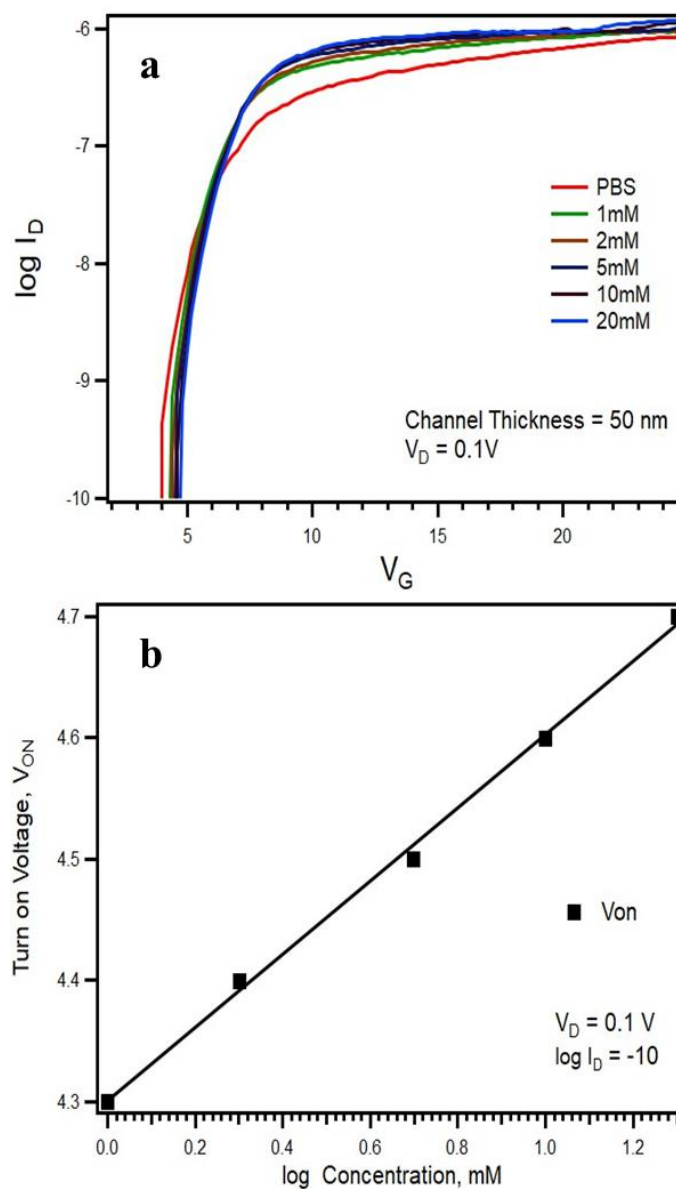 a
-6
-7
-8
-9
-10
log I_D
PBS
1mM
2mM
5mM
10mM
20mM
Channel Thickness = 50 nm
V_D = 0.1V
5
10
15
20
V_G
b
4.7
4.6
4.5
4.4
4.3
Turn on Voltage, V_ON
Von
V_D = 0.1 V
log I_D = -10
0.0
0.2
0.4
0.6
0.8
1.0
1.2
log Concentration, mM